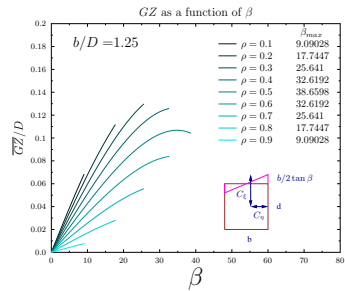 GZ as a function of β
b/D =1.25
β_max
ρ = 0.1 9.09028
ρ = 0.2 17.7447
ρ = 0.3 25.641
ρ = 0.4 32.6192
ρ = 0.5 38.6598
ρ = 0.6 32.6192
ρ = 0.7 25.641
ρ = 0.8 17.7447
ρ = 0.9 9.09028
GZ/D
0.2
0.18
0.16
0.14
0.12
0.1
0.08
0.06
0.04
0.02
0.0
b/2 tan β
C_ξ
C_η
d
b
0 10 20 30 40 50 60 70 80
β